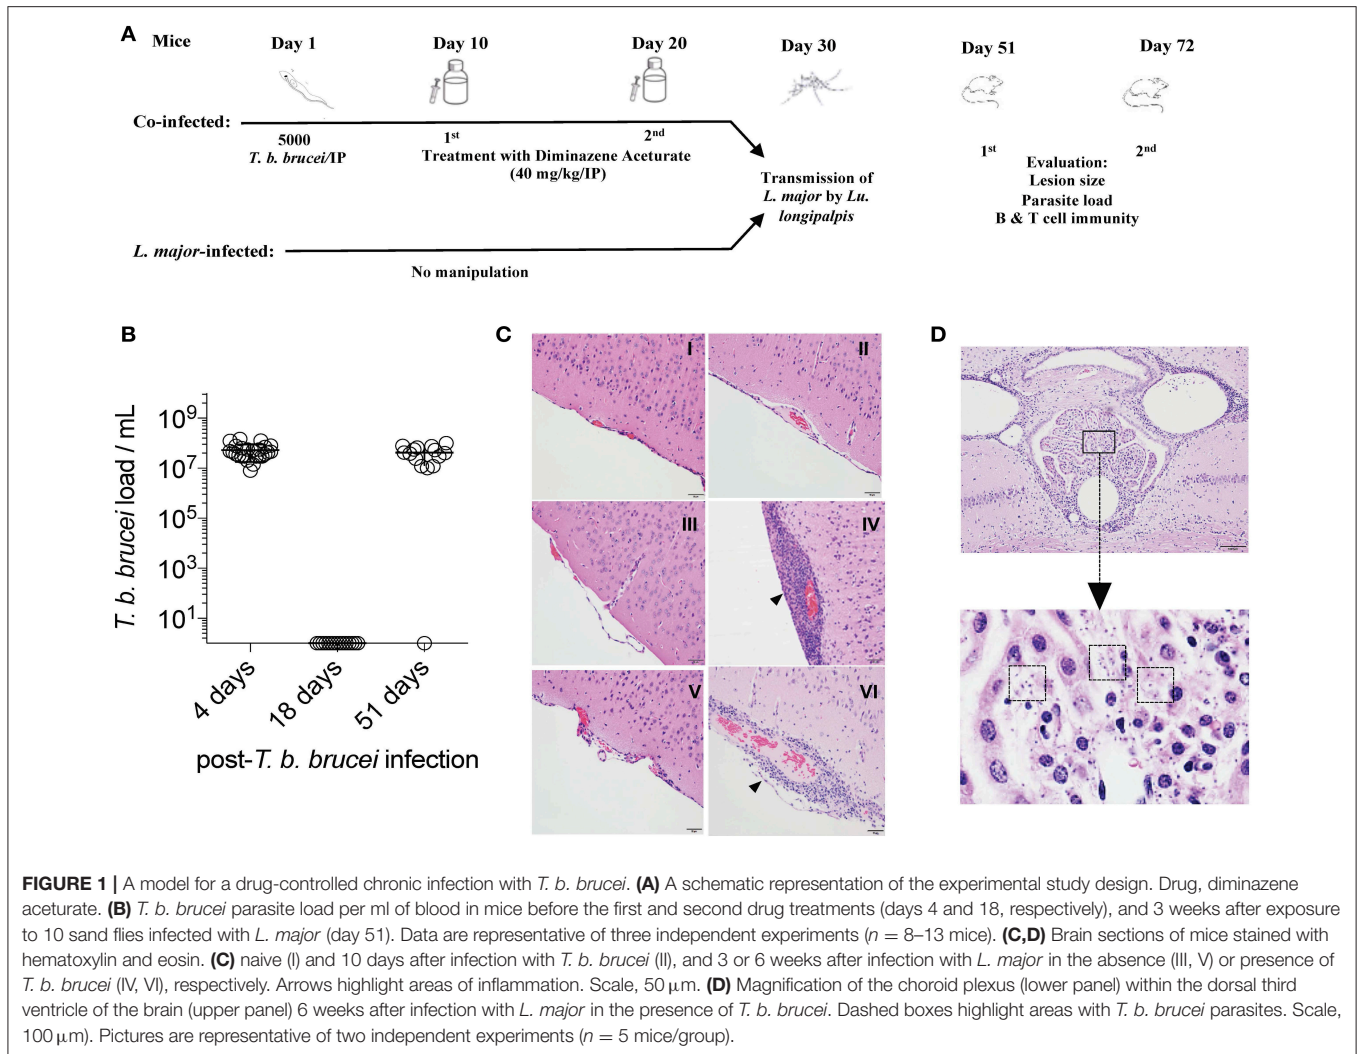 A
Mice Day 1 Day 10 Day 20 Day 30 Day 51 Day 72
Co-infected:
5000
T. b. brucei/IP
1st 2nd
Treatment with Diminazene Aceturate
(40 mg/kg/IP)
Transmission of
L. major by Lu.
longipalpis
1st 2nd
Evaluation:
Lesion size
Parasite load
B & T cell immunity
L. major-infected:
No manipulation
B
T. b. brucei load / mL
10⁹
10⁷
10⁵
10³
10¹
4 days 18 days 51 days
post-T. b. brucei infection
C
I II
III IV
V VI
D
FIGURE 1 | A model for a drug-controlled chronic infection with T. b. brucei. (A) A schematic representation of the experimental study design. Drug, diminazene
aceturate. (B) T. b. brucei parasite load per ml of blood in mice before the first and second drug treatments (days 4 and 18, respectively), and 3 weeks after exposure
to 10 sand flies infected with L. major (day 51). Data are representative of three independent experiments (n = 8–13 mice). (C,D) Brain sections of mice stained with
hematoxylin and eosin. (C) naive (I) and 10 days after infection with T. b. brucei (II), and 3 or 6 weeks after infection with L. major in the absence (III, V) or presence of
T. b. brucei (IV, VI), respectively. Arrows highlight areas of inflammation. Scale, 50 μm. (D) Magnification of the choroid plexus (lower panel) within the dorsal third
ventricle of the brain (upper panel) 6 weeks after infection with L. major in the presence of T. b. brucei. Dashed boxes highlight areas with T. b. brucei parasites. Scale,
100 μm). Pictures are representative of two independent experiments (n = 5 mice/group).